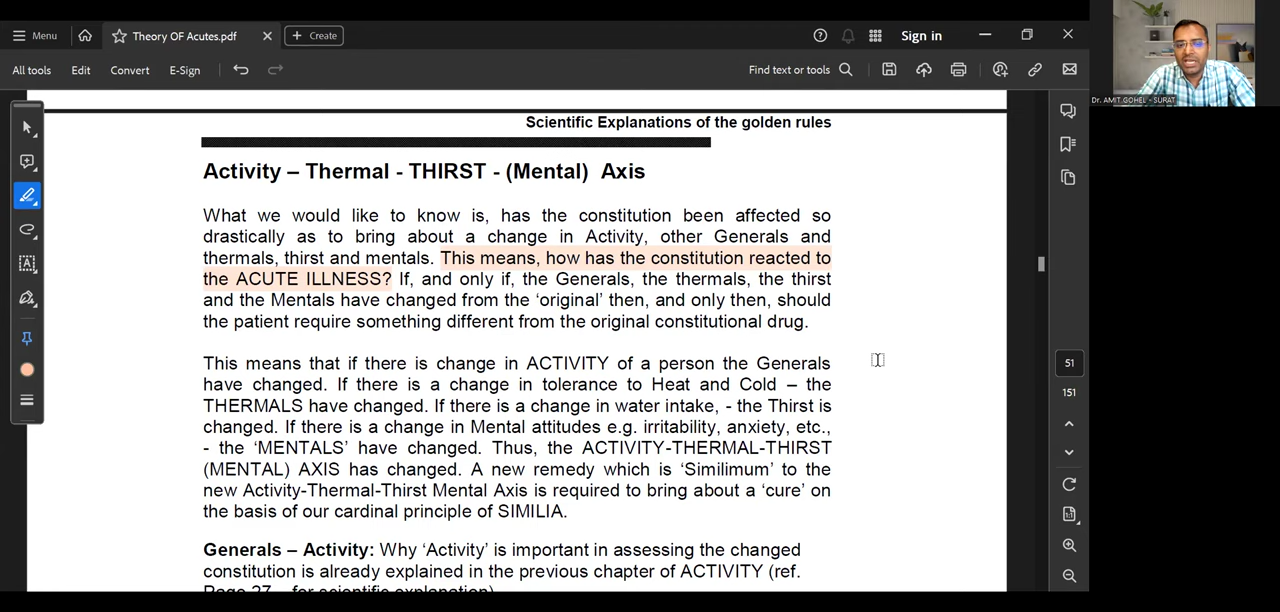 Menu
Theory OF Acutes.pdf
Create
Sign in
All tools
Edit
Convert
E-Sign
Find text or tools
Dr. AMIT GOHEL - SURAT
Scientific Explanations of the golden rules
Activity – Thermal - THIRST - (Mental) Axis
What we would like to know is, has the constitution been affected so
drastically as to bring about a change in Activity, other Generals and
thermals, thirst and mentals. This means, how has the constitution reacted to
the ACUTE ILLNESS? If, and only if, the Generals, the thermals, the thirst
and the Mentals have changed from the ‘original’ then, and only then, should
the patient require something different from the original constitutional drug.
This means that if there is change in ACTIVITY of a person the Generals
have changed. If there is a change in tolerance to Heat and Cold – the
THERMALS have changed. If there is a change in water intake, - the Thirst is
changed. If there is a change in Mental attitudes e.g. irritability, anxiety, etc.,
- the ‘MENTALS’ have changed. Thus, the ACTIVITY-THERMAL-THIRST
(MENTAL) AXIS has changed. A new remedy which is ‘Similimum’ to the
new Activity-Thermal-Thirst Mental Axis is required to bring about a ‘cure’ on
the basis of our cardinal principle of SIMILIA.
Generals – Activity: Why ‘Activity’ is important in assessing the changed
constitution is already explained in the previous chapter of ACTIVITY (ref.
Page 27 – for scientific explanation)
51
151